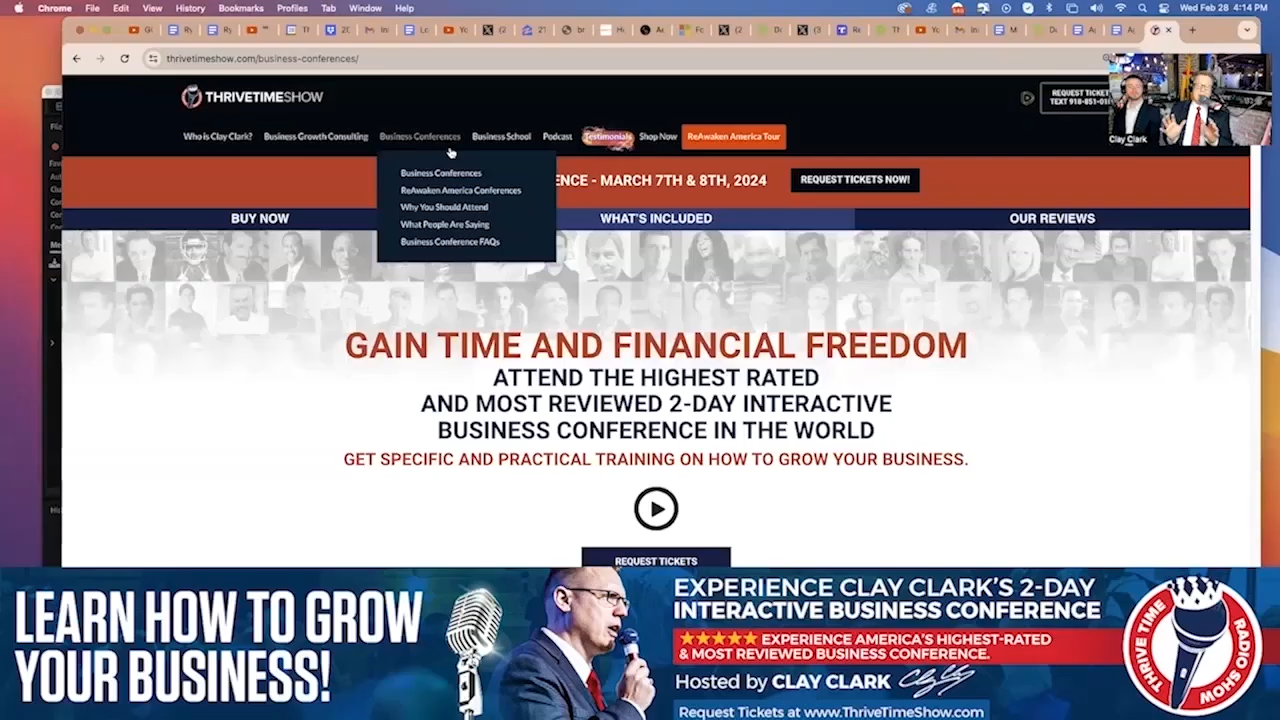 Chrome File Edit View History Bookmarks Profiles Tab Window Help
Wed Feb 28 4:14 PM
thrivetimeshow.com/business-conferences/
THRIVETIMESHOW
REQUEST TICKET
TEXT 918-851-01
Clay Clark
Who is Clay Clark? Business Growth Consulting Business Conferences Business School Podcast Testimonials Shop Now ReAwaken America Tour
Business Conferences
ReAwaken America Conferences
Why You Should Attend
What People Are Saying
Business Conference FAQs
ENCE - MARCH 7TH & 8TH, 2024
REQUEST TICKETS NOW!
BUY NOW
WHAT'S INCLUDED
OUR REVIEWS
GAIN TIME AND FINANCIAL FREEDOM
ATTEND THE HIGHEST RATED
AND MOST REVIEWED 2-DAY INTERACTIVE
BUSINESS CONFERENCE IN THE WORLD
GET SPECIFIC AND PRACTICAL TRAINING ON HOW TO GROW YOUR BUSINESS.
REQUEST TICKETS
LEARN HOW TO GROW
YOUR BUSINESS!
EXPERIENCE CLAY CLARK'S 2-DAY
INTERACTIVE BUSINESS CONFERENCE
EXPERIENCE AMERICA'S HIGHEST-RATED
& MOST REVIEWED BUSINESS CONFERENCE.
Hosted by CLAY CLARK
Request Tickets at www.ThriveTimeShow.com
THRIVE TIME
RADIO SHOW